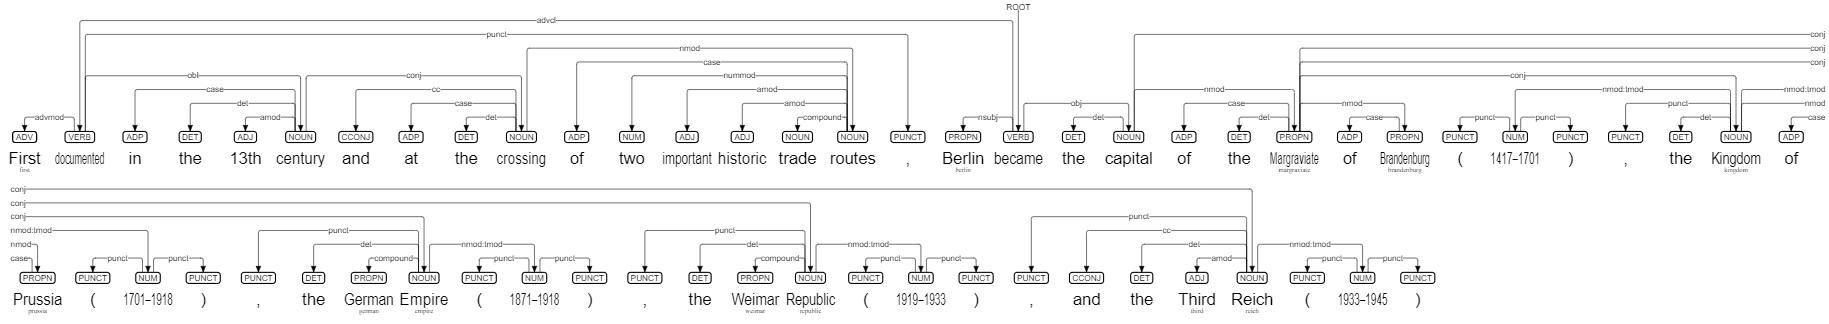 ROOT
advcl
punct conj
nmod conj
case conj
obl conj nummod conj
case cc amod nmod nmod:tmod nmod:tmod
det case amod obj case nmod punct nmod
advmod amod det compound nsubj det det case punct punct det case
ADV VERB ADP DET ADJ NOUN CCONJ ADP DET NOUN ADP NUM ADJ ADJ NOUN NOUN PUNCT PROPN VERB DET NOUN ADP DET PROPN ADP PROPN PUNCT NUM PUNCT PUNCT DET NOUN ADP
First documented in the 13th century and at the crossing of two important historic trade routes , Berlin became the capital of the Margraviate of Brandenburg ( 1417–1701 ) , the Kingdom of
first berlin margraviate brandenburg kingdom
conj
conj
conj
nmod:tmod punct punct punct
nmod det nmod:tmod det nmod:tmod cc
case punct punct compound punct punct compound punct punct det nmod:tmod amod punct punct
PROPN PUNCT NUM PUNCT PUNCT DET PROPN NOUN PUNCT NUM PUNCT PUNCT DET PROPN NOUN PUNCT NUM PUNCT PUNCT CCONJ DET ADJ NOUN PUNCT NUM PUNCT
Prussia ( 1701–1918 ) , the German Empire ( 1871–1918 ) , the Weimar Republic ( 1919–1933 ) , and the Third Reich ( 1933–1945 )
prussia german empire weimar republic third reich